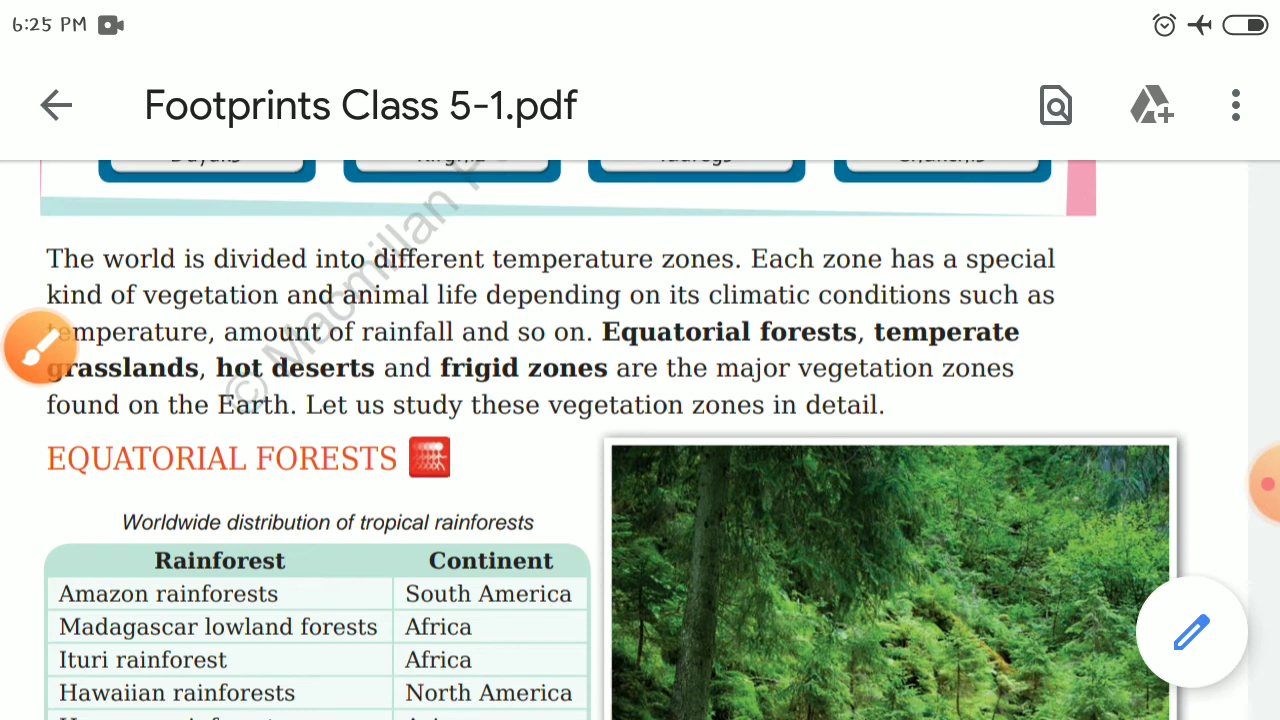 6:25 PM
Footprints Class 5-1.pdf
The world is divided into different temperature zones. Each zone has a special
kind of vegetation and animal life depending on its climatic conditions such as
temperature, amount of rainfall and so on. Equatorial forests, temperate
grasslands, hot deserts and frigid zones are the major vegetation zones
found on the Earth. Let us study these vegetation zones in detail.
© Macmillan
EQUATORIAL FORESTS
Worldwide distribution of tropical rainforests
Rainforest Continent
Amazon rainforests South America
Madagascar lowland forests Africa
Ituri rainforest Africa
Hawaiian rainforests North America